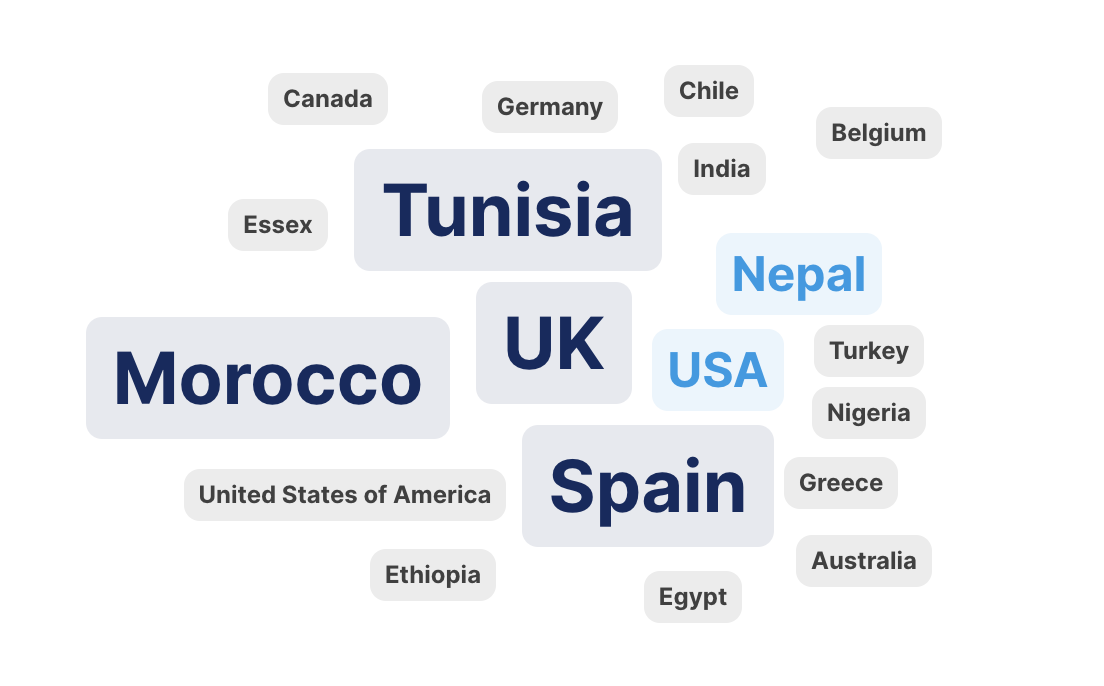 Chile
Canada
Germany
Belgium
India
Tunisia
Essex
Nepal
UK
Turkey
USA
Morocco
Nigeria
Greece
Spain
United States of America
Australia
Ethiopia
Egypt